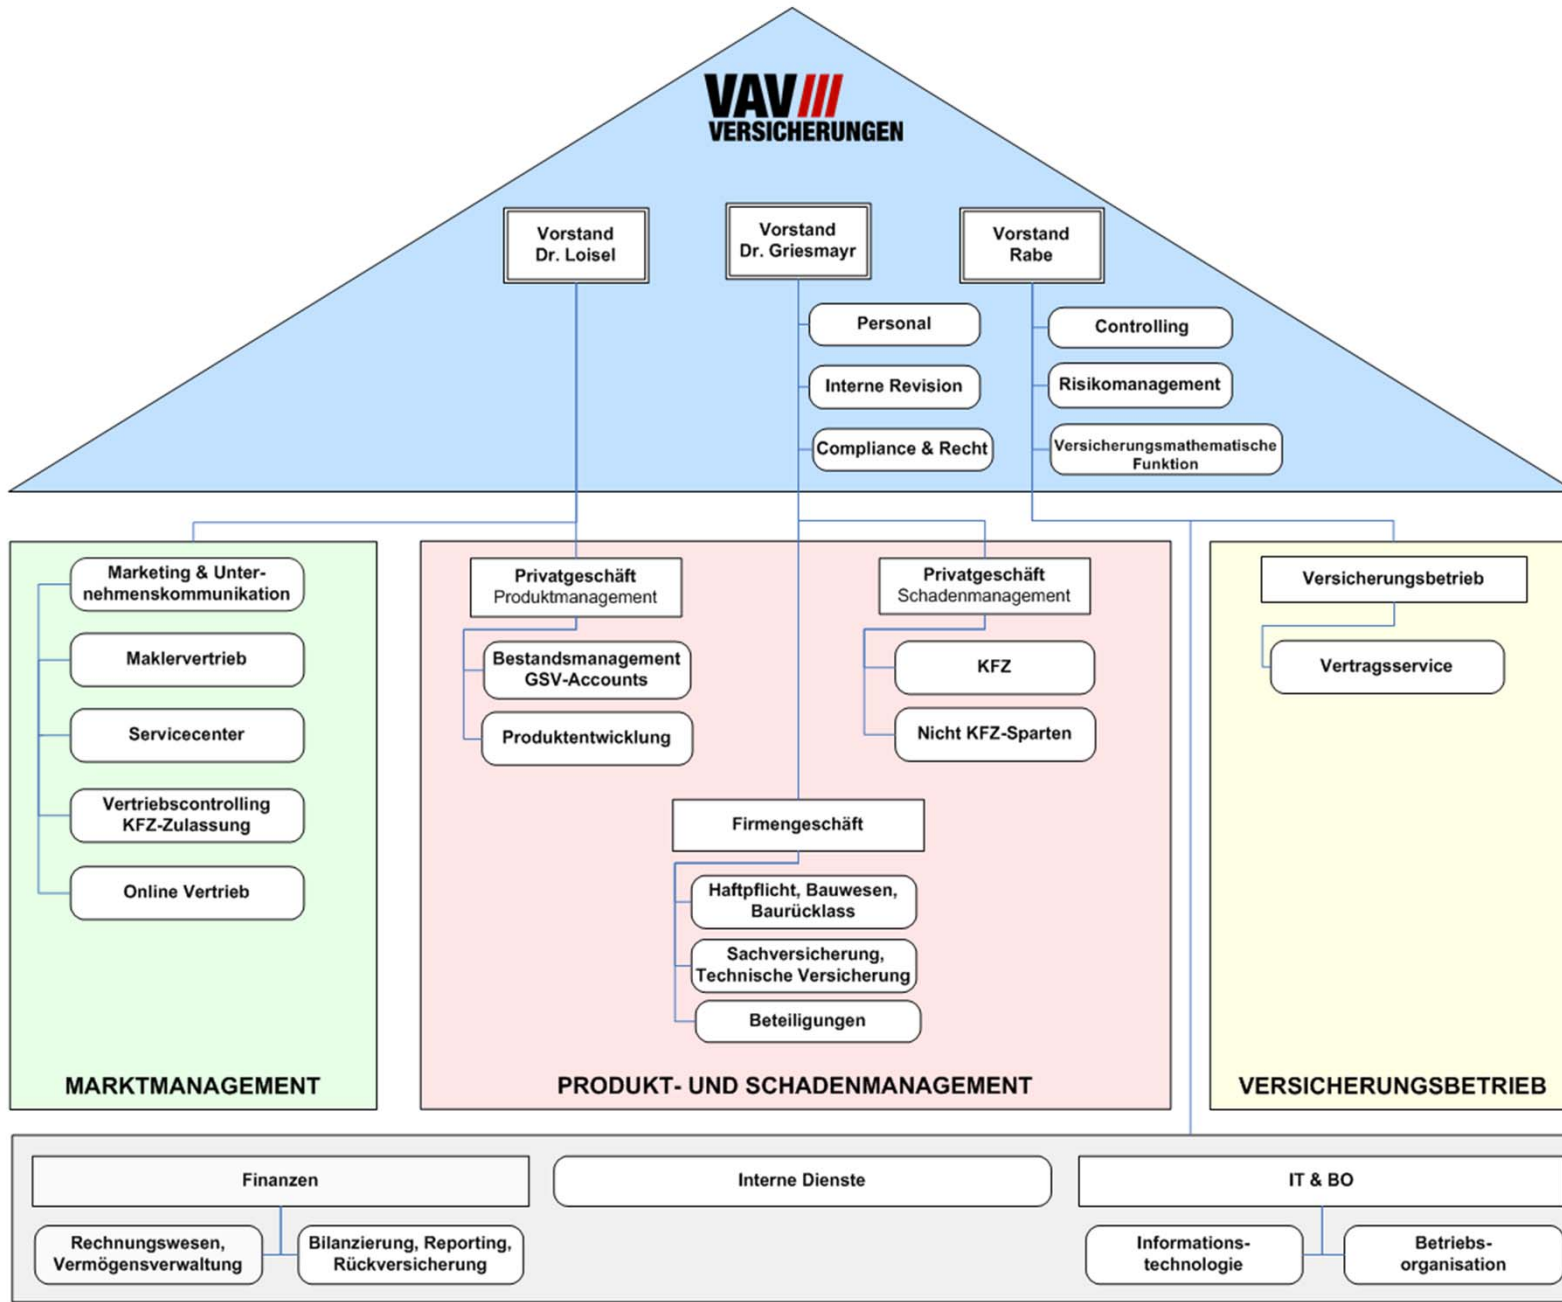 VAV
VERSICHERUNGEN
Vorstand
Dr. Loisel
Vorstand
Dr. Griesmayr
Vorstand
Rabe
Personal
Interne Revision
Compliance & Recht
Controlling
Risikomanagement
Versicherungsmathematische
Funktion
Marketing & Unter-
nehmenskommunikation
Maklervertrieb
Servicecenter
Vertriebscontrolling
KFZ-Zulassung
Online Vertrieb
MARKTMANAGEMENT
Privatgeschäft
Produktmanagement
Bestandsmanagement
GSV-Accounts
Produktentwicklung
Privatgeschäft
Schadenmanagement
KFZ
Nicht KFZ-Sparten
Firmengeschäft
Haftpflicht, Bauwesen,
Baurücklass
Sachversicherung,
Technische Versicherung
Beteiligungen
PRODUKT- UND SCHADENMANAGEMENT
Versicherungsbetrieb
Vertragsservice
VERSICHERUNGSBETRIEB
Finanzen
Rechnungswesen,
Vermögensverwaltung
Bilanzierung, Reporting,
Rückversicherung
Interne Dienste
IT & BO
Informations-
technologie
Betriebs-
organisation